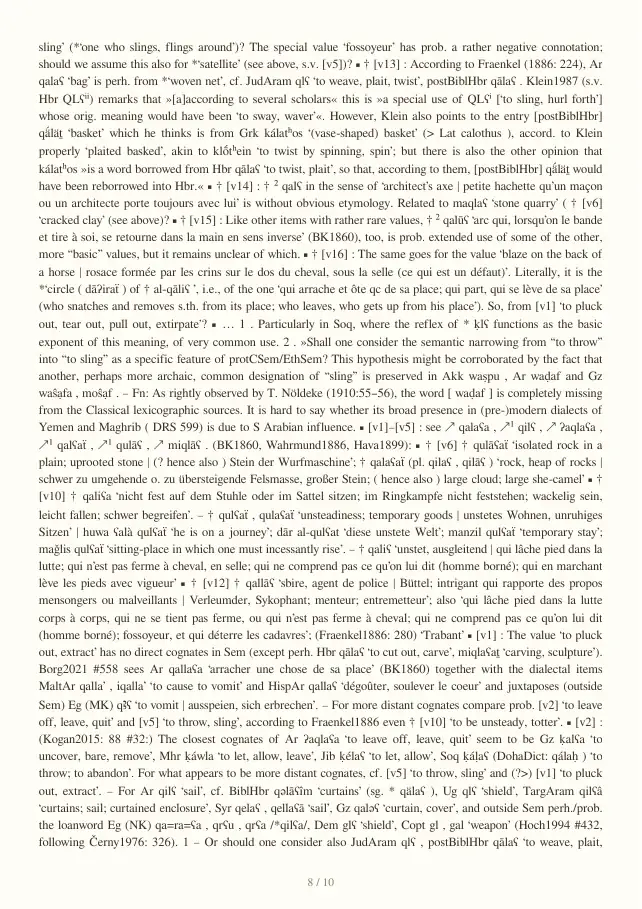 sling’ (*‘one who slings, flings around’)? The special value ‘fossoyeur’ has prob. a rather negative connotation;
should we assume this also for *‘satellite’ (see above, s.v. [v5])? ▪ † [v13] : According to Fraenkel (1886: 224), Ar
qalaʕ ‘bag’ is perh. from *‘woven net’, cf. JudAram qlʕ ‘to weave, plait, twist’, postBiblHbr qālaʕ . Klein1987 (s.v.
Hbr QLʕⁱⁱ) remarks that »[a]according to several scholars« this is »a special use of QLʕⁱ [‘to sling, hurl forth’]
whose orig. meaning would have been ‘to sway, waver’«. However, Klein also points to the entry [postBiblHbr]
qā́lāṯ ‘basket’ which he thinks is from Grk kálatʰos ‘(vase-shaped) basket’ (> Lat calothus ), accord. to Klein
properly ‘plaited basked’, akin to klṓtʰein ‘to twist by spinning, spin’; but there is also the other opinion that
kálatʰos »is a word borrowed from Hbr qālaʕ ‘to twist, plait’, so that, according to them, [postBiblHbr] qā́lāṯ would
have been reborrowed into Hbr.« ▪ † [v14] : † ² qalʕ in the sense of ‘architect’s axe | petite hachette qu’un maçon
ou un architecte porte toujours avec lui’ is without obvious etymology. Related to maqlaʕ ‘stone quarry’ ( † [v6]
‘cracked clay’ (see above)? ▪ † [v15] : Like other items with rather rare values, † ² qalūʕ ‘arc qui, lorsqu’on le bande
et tire à soi, se retourne dans la main en sens inverse’ (BK1860), too, is prob. extended use of some of the other,
more “basic” values, but it remains unclear of which. ▪ † [v16] : The same goes for the value ‘blaze on the back of
a horse | rosace formée par les crins sur le dos du cheval, sous la selle (ce qui est un défaut)’. Literally, it is the
*‘circle ( dāʔiraẗ ) of † al-qāliʕ ’, i.e., of the one ‘qui arrache et ôte qc de sa place; qui part, qui se lève de sa place’
(who snatches and removes s.th. from its place; who leaves, who gets up from his place’). So, from [v1] ‘to pluck
out, tear out, pull out, extirpate’? ▪ … 1 . Particularly in Soq, where the reflex of * ḳlʕ functions as the basic
exponent of this meaning, of very common use. 2 . »Shall one consider the semantic narrowing from “to throw”
into “to sling” as a specific feature of protCSem/EthSem? This hypothesis might be corroborated by the fact that
another, perhaps more archaic, common designation of “sling” is preserved in Akk waspu , Ar waḍaf and Gz
waṣ́afa , moṣ́af . – Fn: As rightly observed by T. Nöldeke (1910:55–56), the word [ waḍaf ] is completely missing
from the Classical lexicographic sources. It is hard to say whether its broad presence in (pre-)modern dialects of
Yemen and Maghrib ( DRS 599) is due to S Arabian influence. ▪ [v1]–[v5] : see ↗ qalaʕa , ↗¹ qilʕ , ↗ ʔaqlaʕa ,
↗¹ qalʕaẗ , ↗¹ qulāʕ , ↗ miqlāʕ . (BK1860, Wahrmund1886, Hava1899): ▪ † [v6] † qulāʕaẗ ‘isolated rock in a
plain; uprooted stone | (? hence also ) Stein der Wurfmaschine’; † qalaʕaẗ (pl. qilaʕ , qilāʕ ) ‘rock, heap of rocks |
schwer zu umgehende o. zu übersteigende Felsmasse, großer Stein; ( hence also ) large cloud; large she-camel’ ▪ †
[v10] † qaliʕa ‘nicht fest auf dem Stuhle oder im Sattel sitzen; im Ringkampfe nicht feststehen; wackelig sein,
leicht fallen; schwer begreifen’. – † qulʕaẗ , qulaʕaẗ ‘unsteadiness; temporary goods | unstetes Wohnen, unruhiges
Sitzen’ | huwa ʕalà qulʕaẗ ‘he is on a journey’; dār al-qulʕaẗ ‘diese unstete Welt’; manzil qulʕaẗ ‘temporary stay’;
maǧlis qulʕaẗ ‘sitting-place in which one must incessantly rise’. – † qaliʕ ‘unstet, ausgleitend | qui lâche pied dans la
lutte; qui n’est pas ferme à cheval, en selle; qui ne comprend pas ce qu’on lui dit (homme borné); qui en marchant
lève les pieds avec vigueur’ ▪ † [v12] † qallāʕ ‘sbire, agent de police | Büttel; intrigant qui rapporte des propos
mensongers ou malveillants | Verleumder, Sykophant; menteur; entremetteur’; also ‘qui lâche pied dans la lutte
corps à corps, qui ne se tient pas ferme, ou qui n’est pas ferme à cheval; qui ne comprend pas ce qu’on lui dit
(homme borné); fossoyeur, et qui déterre les cadavres’; (Fraenkel1886: 280) ‘Trabant’ ▪ [v1] : The value ‘to pluck
out, extract’ has no direct cognates in Sem (except perh. Hbr qālaʕ ‘to cut out, carve’, miqlaʕaṯ ‘carving, sculpture’).
Borg2021 #558 sees Ar qallaʕa ‘arracher une chose de sa place’ (BK1860) together with the dialectal items
MaltAr qalla’ , iqalla’ ‘to cause to vomit’ and HispAr qallaʕ ‘dégoûter, soulever le coeur’ and juxtaposes (outside
Sem) Eg (MK) qꜣʕ ‘to vomit | ausspeien, sich erbrechen’. – For more distant cognates compare prob. [v2] ‘to leave
off, leave, quit’ and [v5] ‘to throw, sling’, according to Fraenkel1886 even † [v10] ‘to be unsteady, totter’. ▪ [v2] :
(Kogan2015: 88 #32:) The closest cognates of Ar ʔaqlaʕa ‘to leave off, leave, quit’ seem to be Gz ḳalʕa ‘to
uncover, bare, remove’, Mhr ḳáwla ‘to let, allow, leave’, Jib ḳélaʕ ‘to let, allow’, Soq ḳálaʕ (DohaDict: qálaḥ ) ‘to
throw; to abandon’. For what appears to be more distant cognates, cf. [v5] ‘to throw, sling’ and (?>) [v1] ‘to pluck
out, extract’. – For Ar qilʕ ‘sail’, cf. BiblHbr qəlāʕîm ‘curtains’ (sg. * qälaʕ ), Ug qlʕ ‘shield’, TargAram qilʕâ
‘curtains; sail; curtained enclosure’, Syr qelaʕ , qellaʕā ‘sail’, Gz qalaʕ ‘curtain, cover’, and outside Sem perh./prob.
the loanword Eg (NK) qa=ra=ʕa , qrʕu , qrʕa /*qilʕa/, Dem glʕ ‘shield’, Copt gl , gal ‘weapon’ (Hoch1994 #432,
following Černy1976: 326). 1 – Or should one consider also JudAram qlʕ , postBiblHbr qālaʕ ‘to weave, plait,
8 / 10